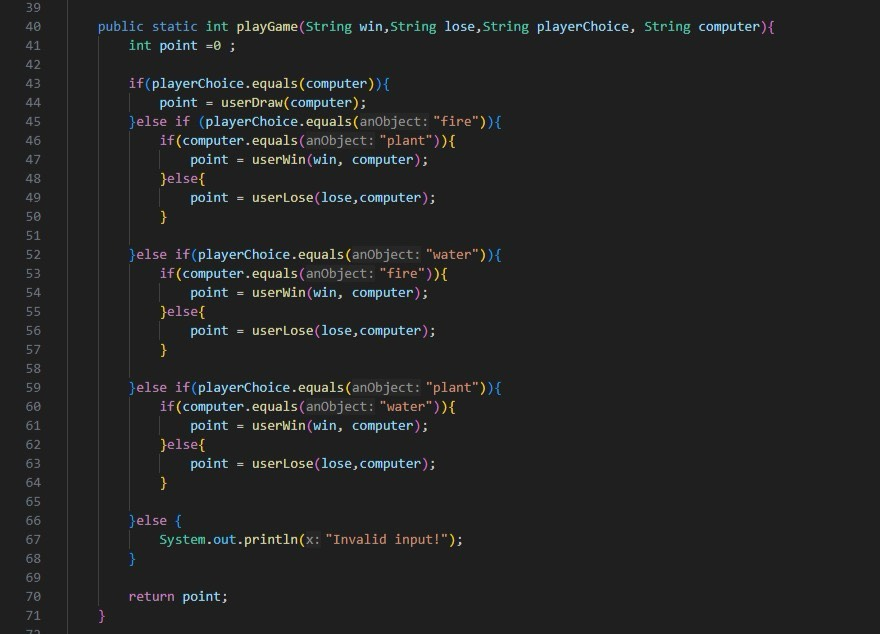 39
40 public static int playGame(String win,String lose,String playerChoice, String computer){
41 int point =0 ;
42
43 if(playerChoice.equals(computer)){
44 point = userDraw(computer);
45 }else if (playerChoice.equals(anObject: "fire")){
46 if(computer.equals(anObject: "plant")){
47 point = userWin(win, computer);
48 }else{
49 point = userLose(lose,computer);
50 }
51
52 }else if(playerChoice.equals(anObject: "water")){
53 if(computer.equals(anObject: "fire")){
54 point = userWin(win, computer);
55 }else{
56 point = userLose(lose,computer);
57 }
58
59 }else if(playerChoice.equals(anObject: "plant")){
60 if(computer.equals(anObject: "water")){
61 point = userWin(win, computer);
62 }else{
63 point = userLose(lose,computer);
64 }
65
66 }else {
67 System.out.println(x: "Invalid input!");
68 }
69
70 return point;
71 }